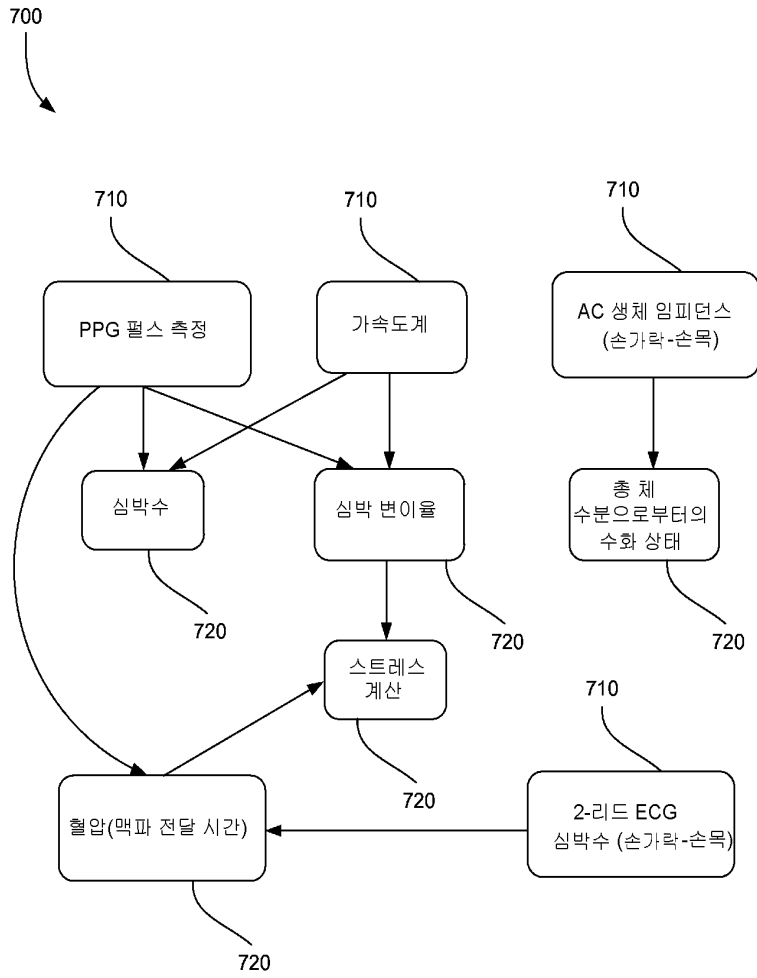 700
710
710
710
PPG 펄스 측정
가속도계
AC 생체 임피던스
(손가락-손목)
심박수
심박 변이율
총 체
수분으로부터의
수화 상태
720
720
720
스트레스
계산
710
720
혈압(맥파 전달 시간)
2-리드 ECG
심박수 (손가락-손목)
720